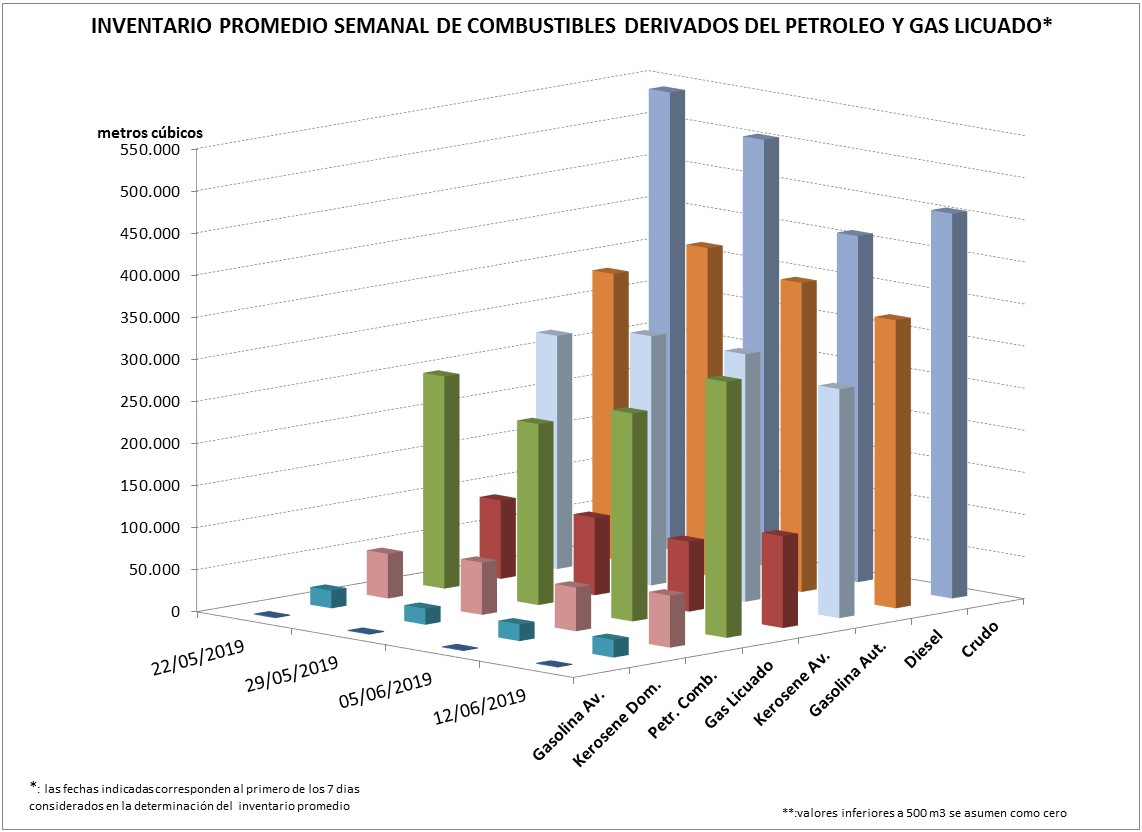 INVENTARIO PROMEDIO SEMANAL DE COMBUSTIBLES DERIVADOS DEL PETROLEO Y GAS LICUADO*
metros cúbicos
550.000
500.000
450.000
400.000
350.000
300.000
250.000
200.000
150.000
100.000
50.000
0
22/05/2019
29/05/2019
05/06/2019
12/06/2019
Gasolina Av.
Kerosene Dom.
Petr. Comb.
Gas Licuado
Kerosene Av.
Gasolina Aut.
Diesel
Crudo
*: las fechas indicadas corresponden al primero de los 7 dias
considerados en la determinación del inventario promedio
**:valores inferiores a 500 m3 se asumen como cero